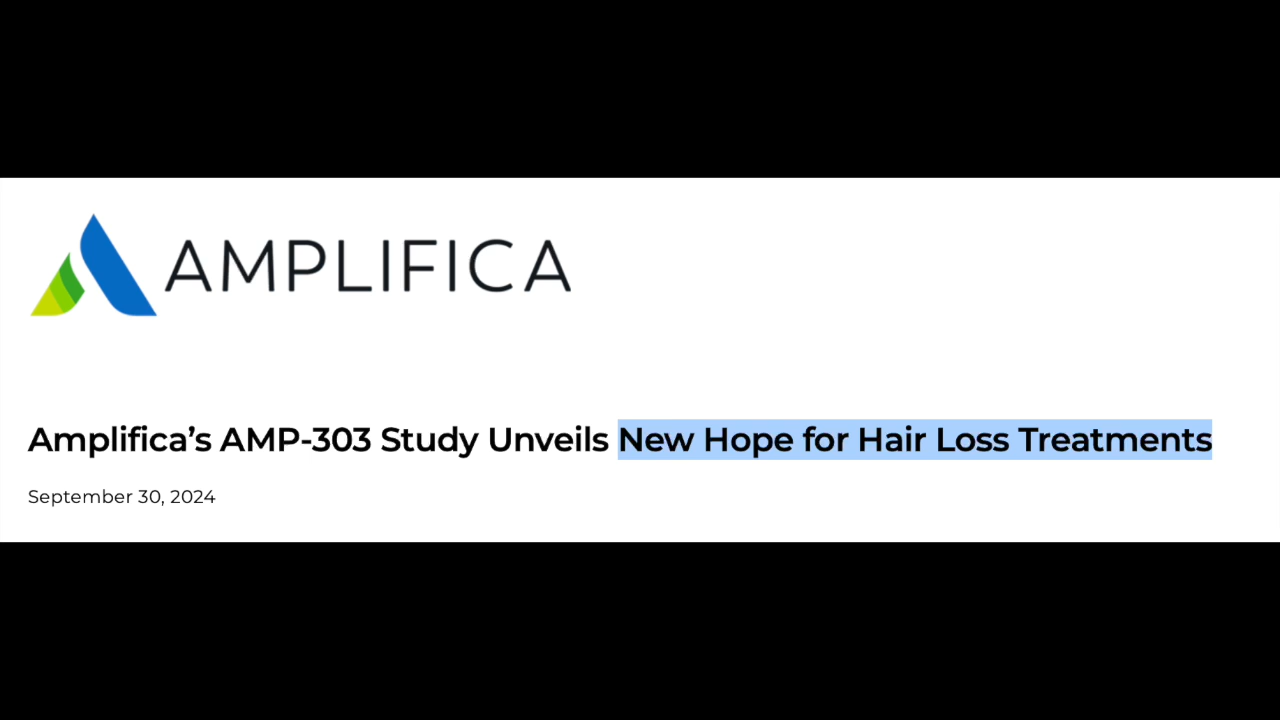 AMPLIFICA
Amplifica’s AMP-303 Study Unveils New Hope for Hair Loss Treatments
September 30, 2024